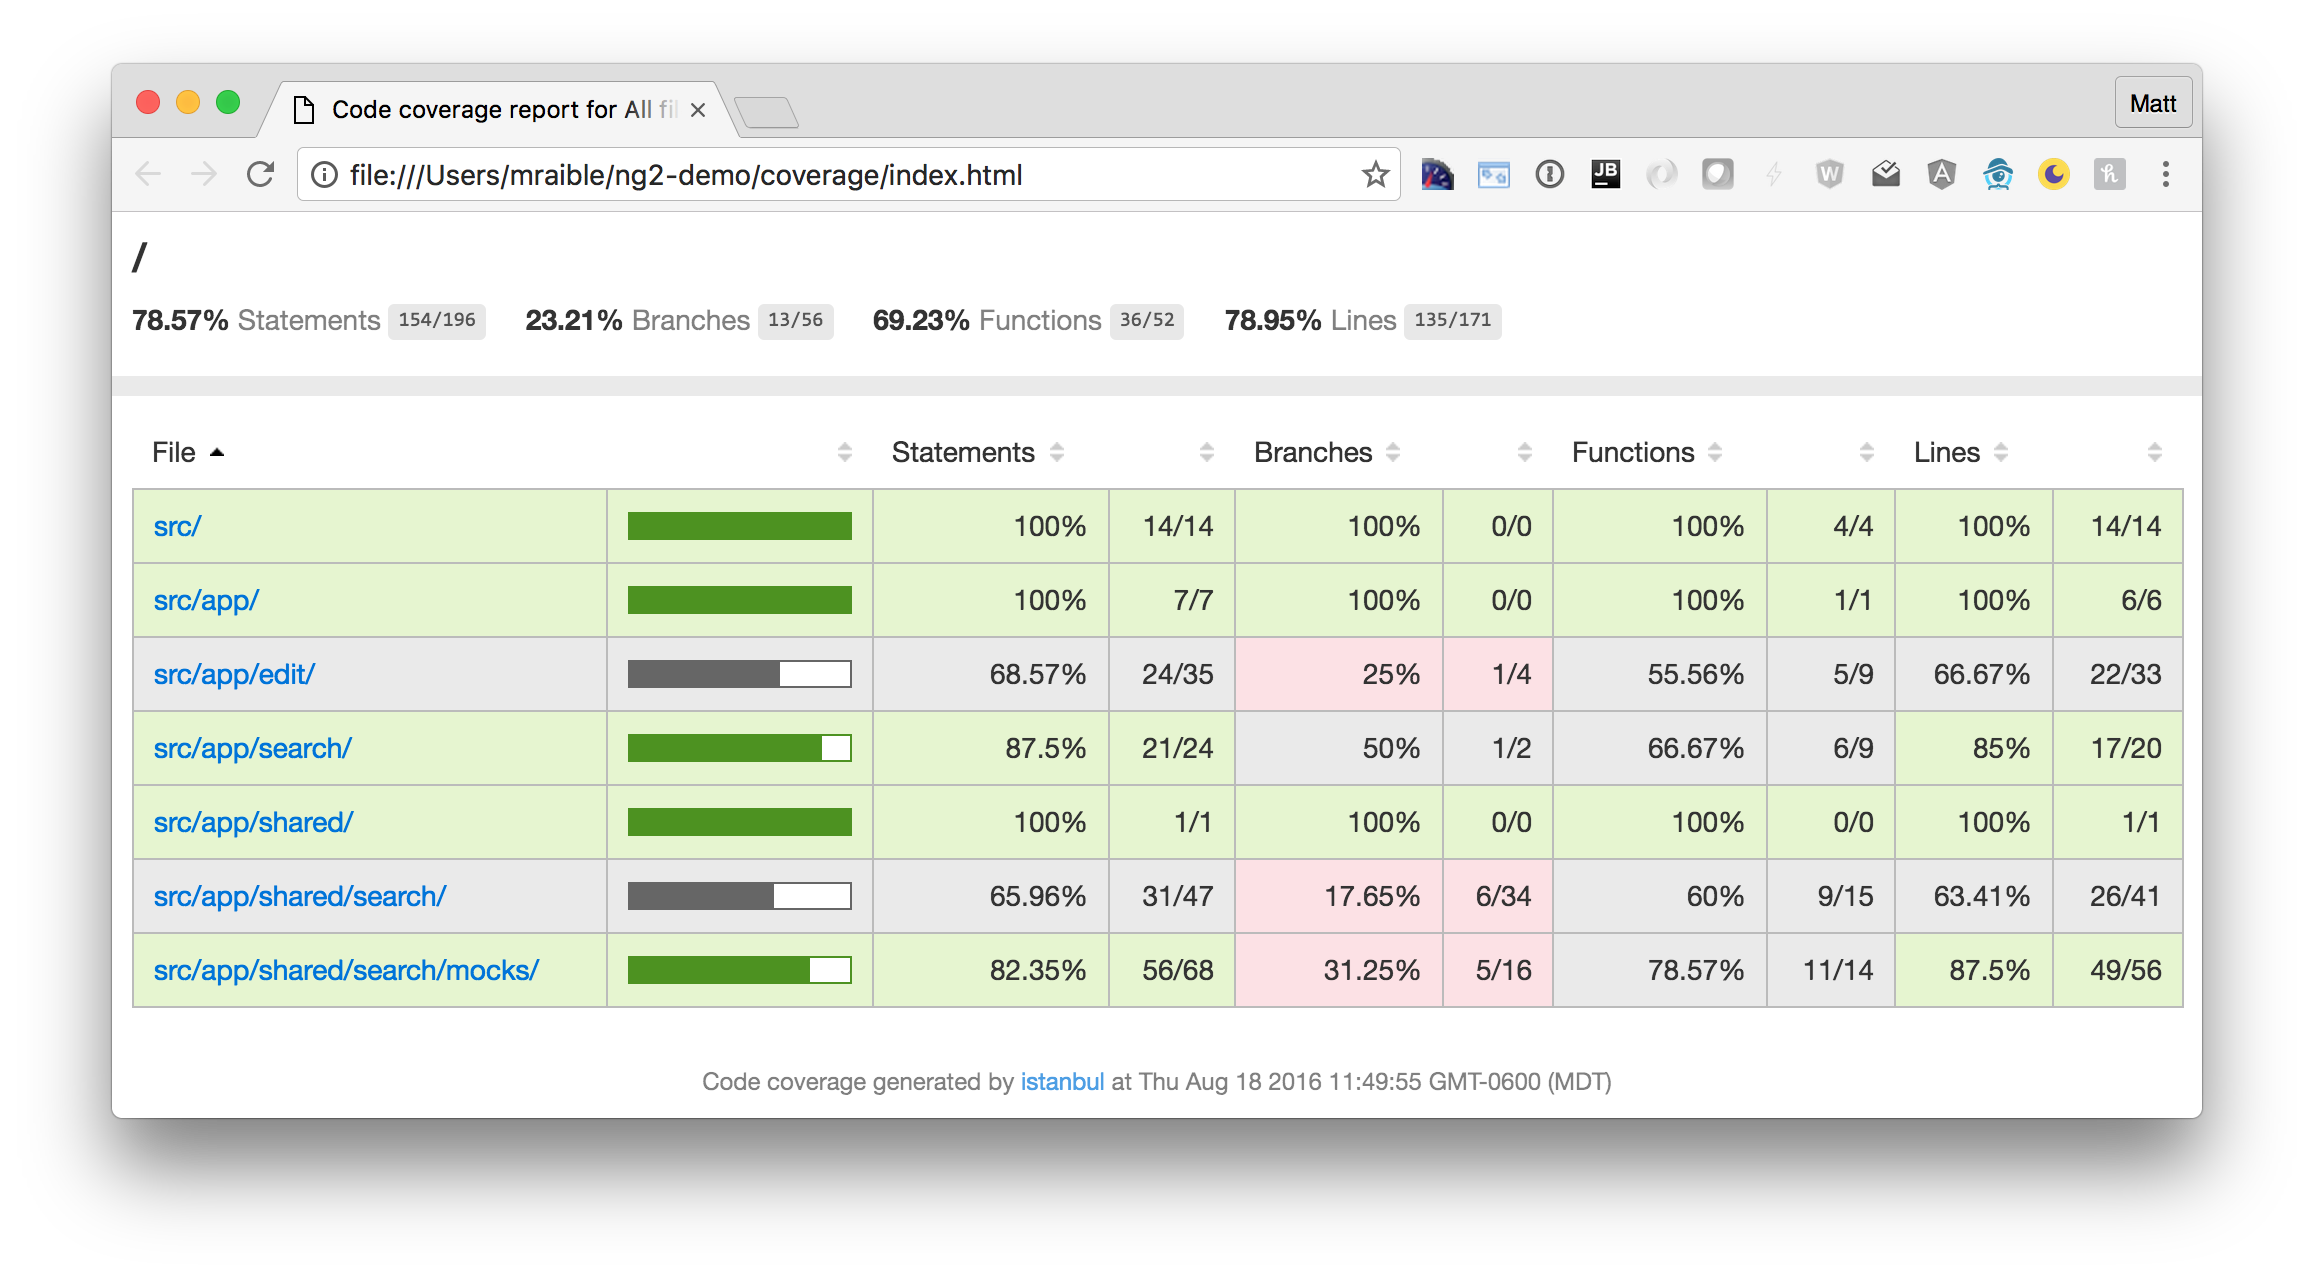 Code coverage report for All fil
Matt
file:///Users/mraible/ng2-demo/coverage/index.html
JB
W
A
h
/
78.57% Statements 154/196 23.21% Branches 13/56 69.23% Functions 36/52 78.95% Lines 135/171
File Statements Branches Functions Lines
src/ 100% 14/14 100% 0/0 100% 4/4 100% 14/14
src/app/ 100% 7/7 100% 0/0 100% 1/1 100% 6/6
src/app/edit/ 68.57% 24/35 25% 1/4 55.56% 5/9 66.67% 22/33
src/app/search/ 87.5% 21/24 50% 1/2 66.67% 6/9 85% 17/20
src/app/shared/ 100% 1/1 100% 0/0 100% 0/0 100% 1/1
src/app/shared/search/ 65.96% 31/47 17.65% 6/34 60% 9/15 63.41% 26/41
src/app/shared/search/mocks/ 82.35% 56/68 31.25% 5/16 78.57% 11/14 87.5% 49/56
Code coverage generated by istanbul at Thu Aug 18 2016 11:49:55 GMT-0600 (MDT)